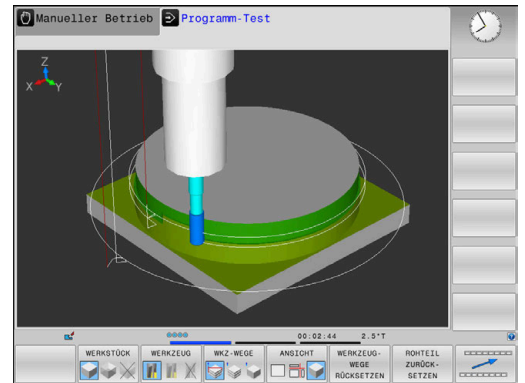 Manueller Betrieb
Programm-Test
Z
X
Y
00:02:44 2.5*T
WERKSTÜCK
WERKZEUG
WKZ-WEGE
ANSICHT
WERKZEUG-
WEGE
RÜCKSETZEN
ROHTEIL
ZURÜCK-
SETZEN